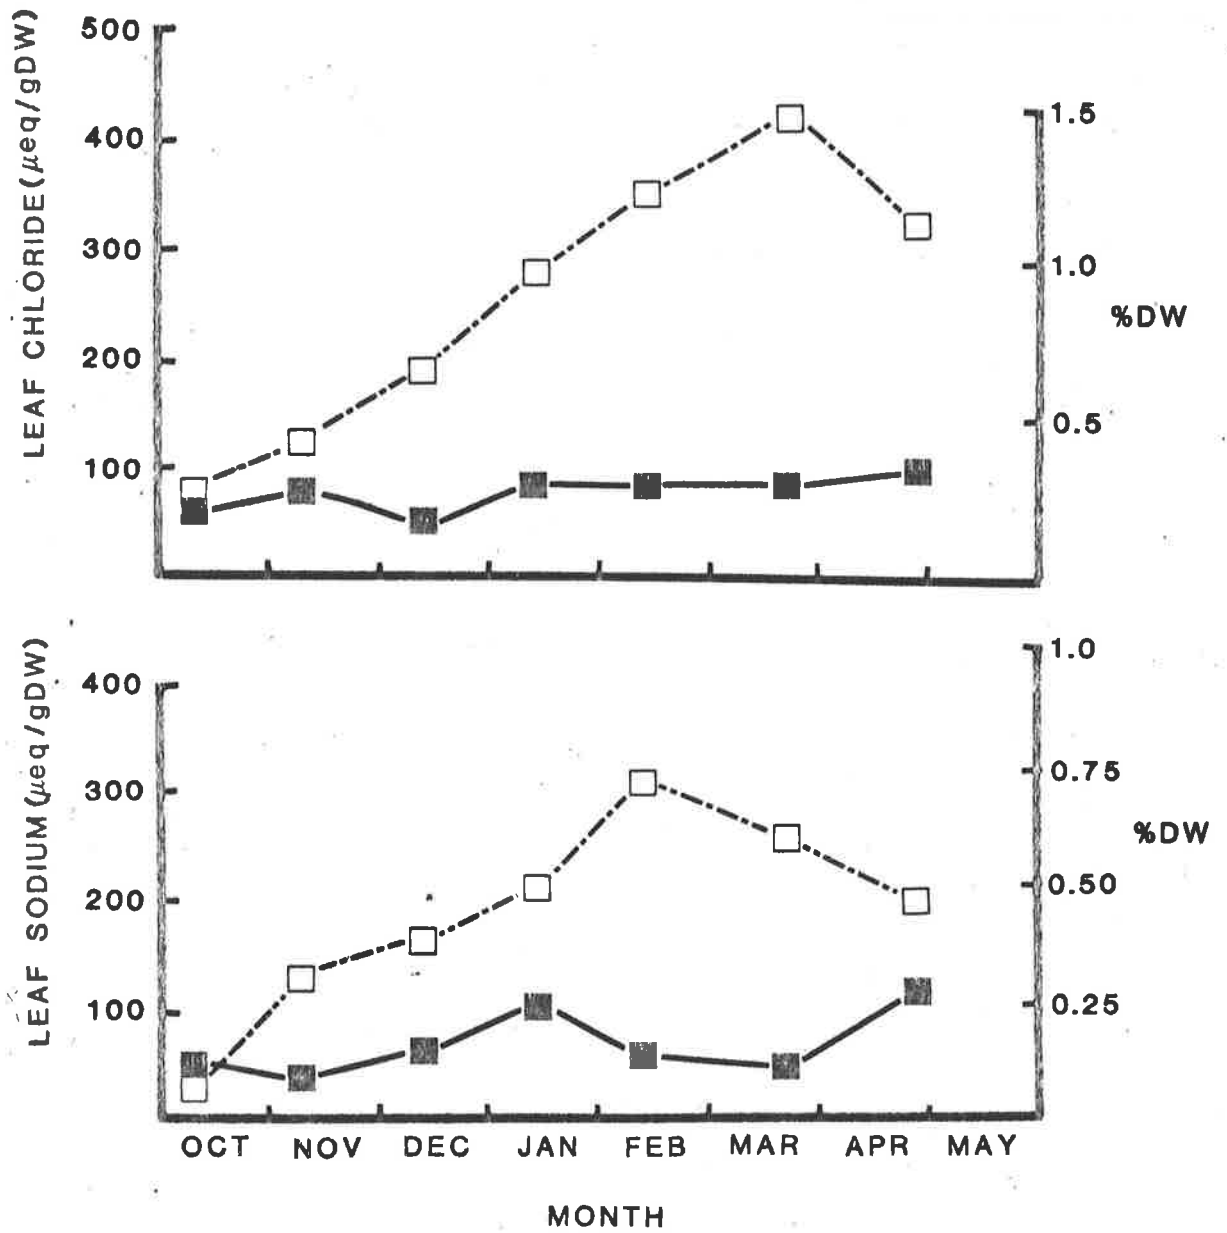 LEAF CHLORIDE(μeq/gDW)
500
400
300
200
100
1.5
1.0
0.5
%DW
LEAF SODIUM(μeq/gDW)
400
300
200
100
1.0
0.75
0.50
0.25
%DW
OCT NOV DEC JAN FEB MAR APR MAY
MONTH